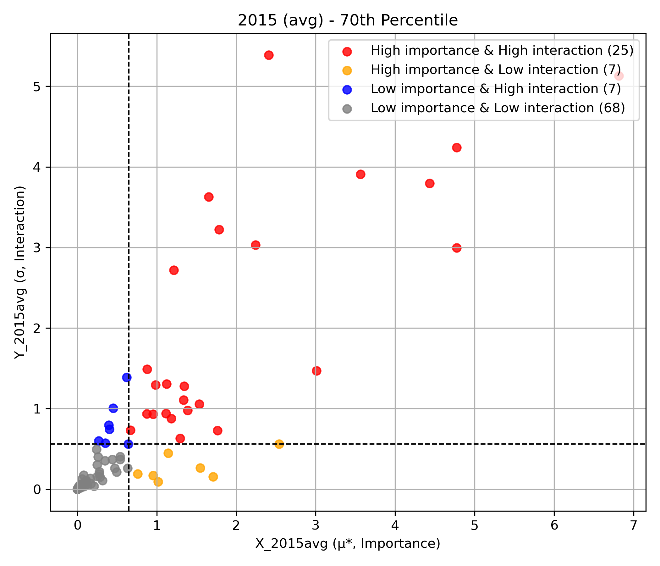 2015 (avg) - 70th Percentile
High importance & High interaction (25)
High importance & Low interaction (7)
Low importance & High interaction (7)
Low importance & Low interaction (68)
Y_2015avg (σ, Interaction)
5
4
3
2
1
0
0 1 2 3 4 5 6 7
X_2015avg (μ*, Importance)